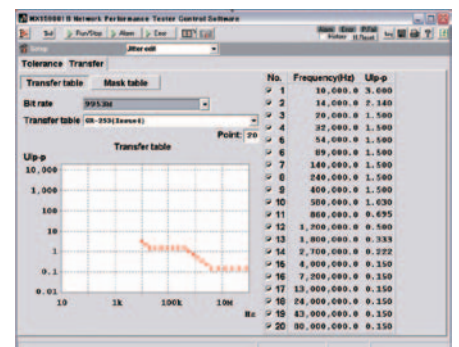 MX150001B Network Performance Tester Control Software
Run/Stop
Alarm
Error
Setup
Jitter edit
Tolerance Transfer
Transfer table Mask table
Bit rate 9953M
Transfer table
Point: 20
Transfer table
UIp-p
10,000
1,000
100
10
1
0.1
0.01
10 1k 100k 10M
Hz
No. Frequency(Hz) UIp-p
1 10,000.0 3.000
2 14,000.0 2.140
3 20,000.0 1.500
4 32,000.0 1.500
5 54,000.0 1.500
6 89,000.0 1.500
7 140,000.0 1.500
8 240,000.0 1.500
9 400,000.0 1.500
10 580,000.0 1.030
11 860,000.0 0.695
12 1,200,000.0 0.500
13 1,800,000.0 0.333
14 2,700,000.0 0.222
15 4,000,000.0 0.150
16 7,200,000.0 0.150
17 13,000,000.0 0.150
18 24,000,000.0 0.150
19 43,000,000.0 0.150
20 80,000,000.0 0.150